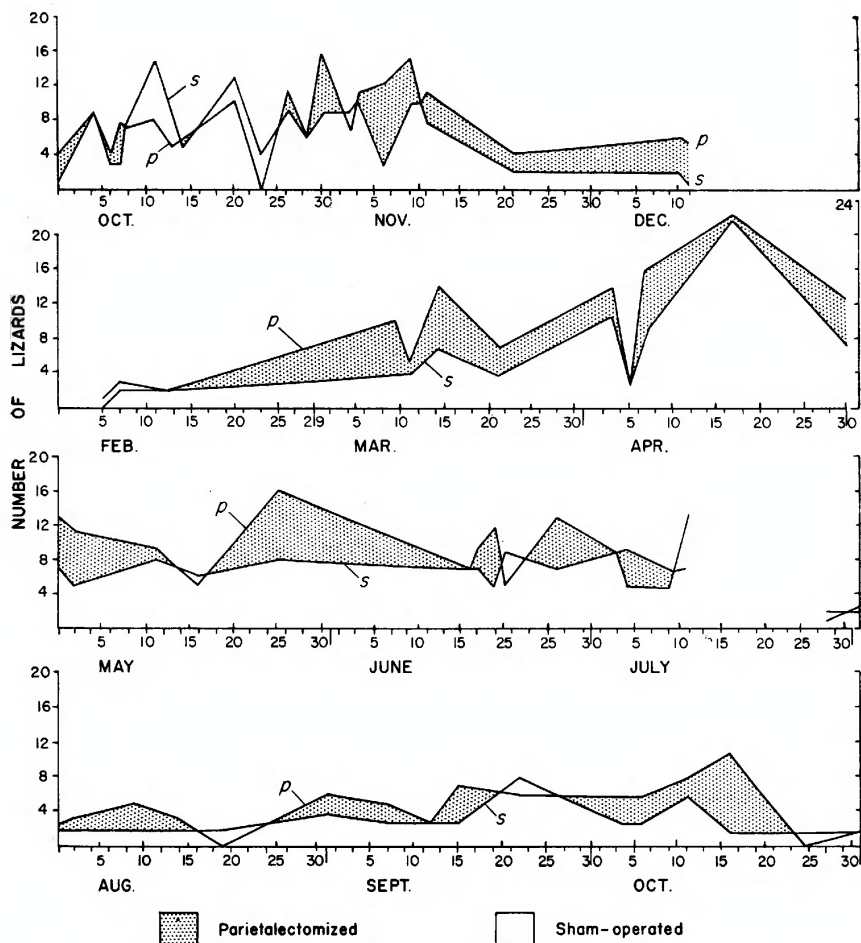 20
16
12
8
4
s
p
p
s
5 10 15 20 25 30 5 10 15 20 25 30 5 10 24
OCT. NOV. DEC.
20
16
12
8
4
p
s
5 10 15 20 25 29 5 10 15 20 25 30 5 10 15 20 25 30
FEB. MAR. APR.
NUMBER OF LIZARDS
20
16
12
8
4
p
s
5 10 15 20 25 30 5 10 15 20 25 30 5 10 15 20 25 30
MAY JUNE JULY
20
16
12
8
4
p
s
5 10 15 20 25 30 5 10 15 20 25 30 5 10 15 20 25 30
AUG. SEPT. OCT.
Parietalectomized Sham-operated